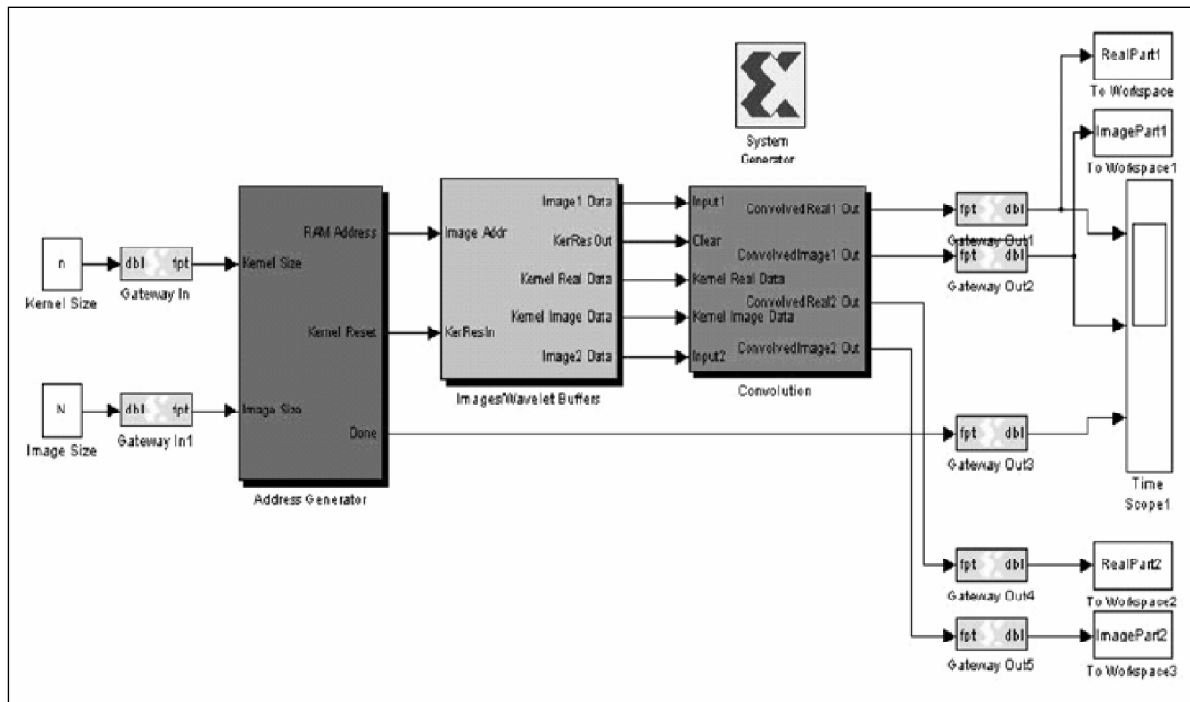 RealPart1
To Workspace
ImagePart1
To Workspace1
System
Generator
n
Kernel Size
dbl fpt
Gateway In
N
Image Size
dbl fpt
Gateway In1
Kernel Size
Image Size
RAM Address
Kernel Reset
Done
Address Generator
Image Addr
KerResIn
Image1 Data
KerResOut
Kernel Real Data
Kernel Image Data
Image2 Data
Images/Wavelet Buffers
Input1
Clear
Kernel Real Data
Kernel Image Data
Input2
ConvolvedReal1 Out
ConvolvedImage1 Out
ConvolvedReal2 Out
ConvolvedImage2 Out
Convolution
fpt dbl
Gateway Out1
fpt dbl
Gateway Out2
fpt dbl
Gateway Out3
Time
Scope1
fpt dbl
Gateway Out4
RealPart2
To Workspace2
fpt dbl
Gateway Out5
ImagePart2
To Workspace3